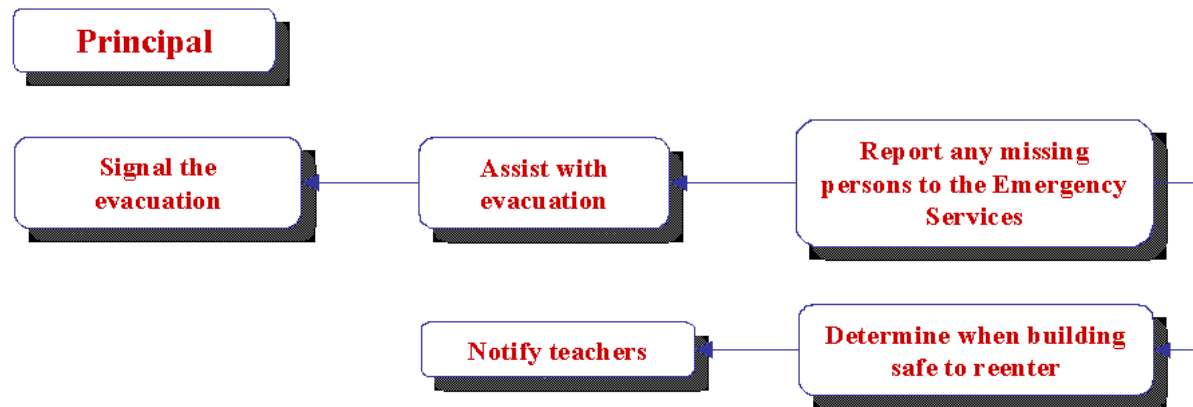 Principal
Signal the
evacuation
Assist with
evacuation
Report any missing
persons to the Emergency
Services
Notify teachers
Determine when building
safe to reenter